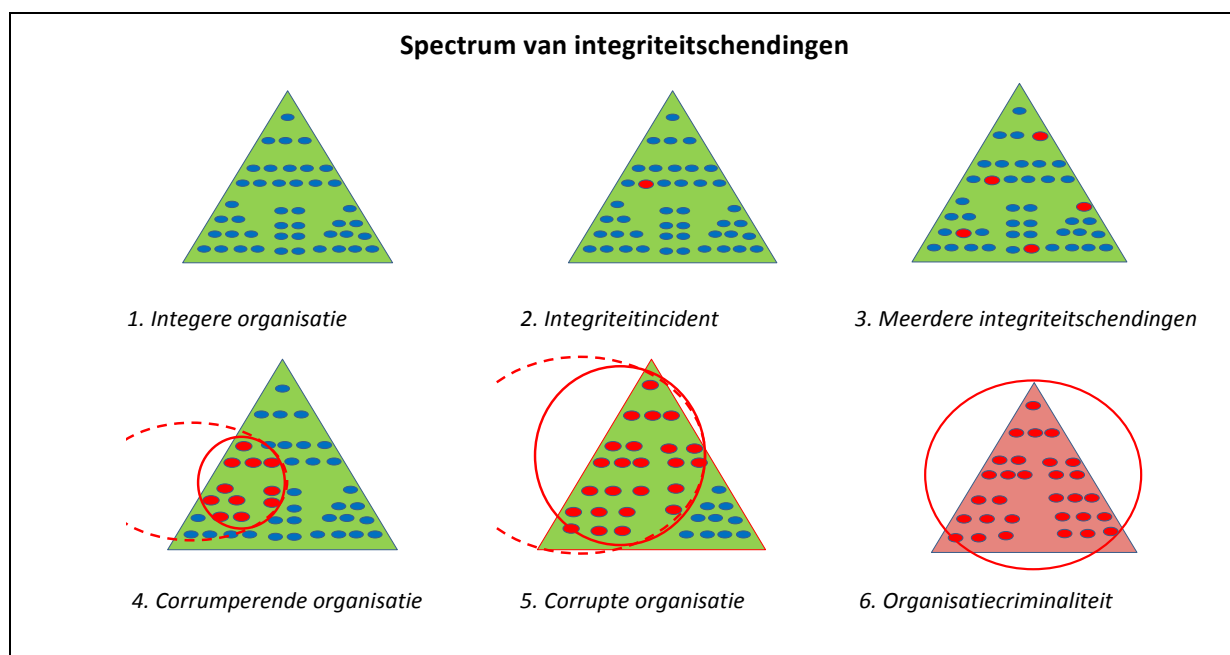 Spectrum van integriteitschendingen
1. Integere organisatie
2. Integriteitincident
3. Meerdere integriteitschendingen
4. Corrumperende organisatie
5. Corrupte organisatie
6. Organisatiecriminaliteit